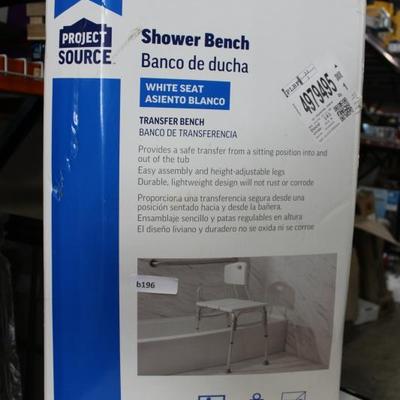 PROJECT
SOURCE
Shower Bench
Banco de ducha
WHITE SEAT
ASIENTO BLANCO
TRANSFER BENCH
BANCO DE TRANSFERENCIA
Provides a safe transfer from a sitting position into and
out of the tub
Easy assembly and height-adjustable legs
Durable, lightweight design will not rust or corrode
Proporciona una transferencia segura desde una
posición sentado hacia y desde la bañera.
Ensamblaje sencillo y patas regulables en altura
El diseño liviano y duradero no se oxida ni se corroe
4979495
b196